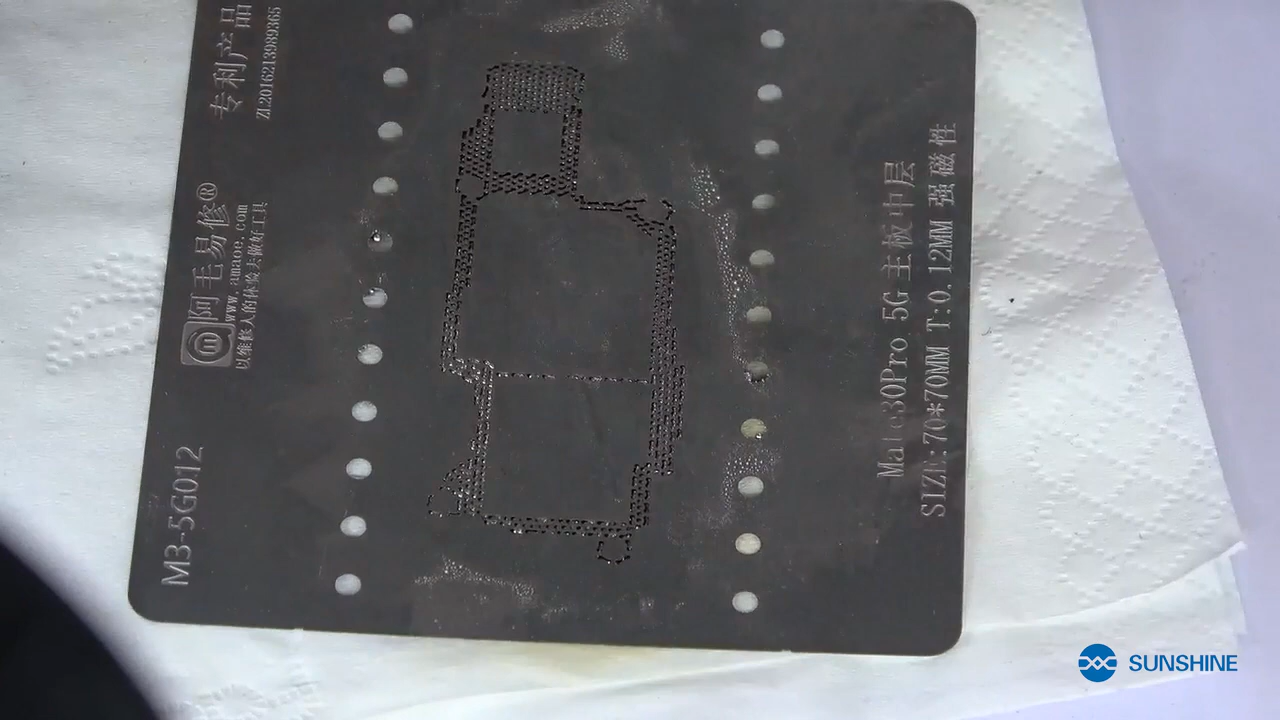 专利产品
ZL2016213989365
m 阿毛易修®
www.amaoe.com
以维修人的体验去做好工具
M3-5G012
Mate30Pro 5G主板中层
SIZE:70*70MM T:0.12MM 强磁性
SUNSHINE